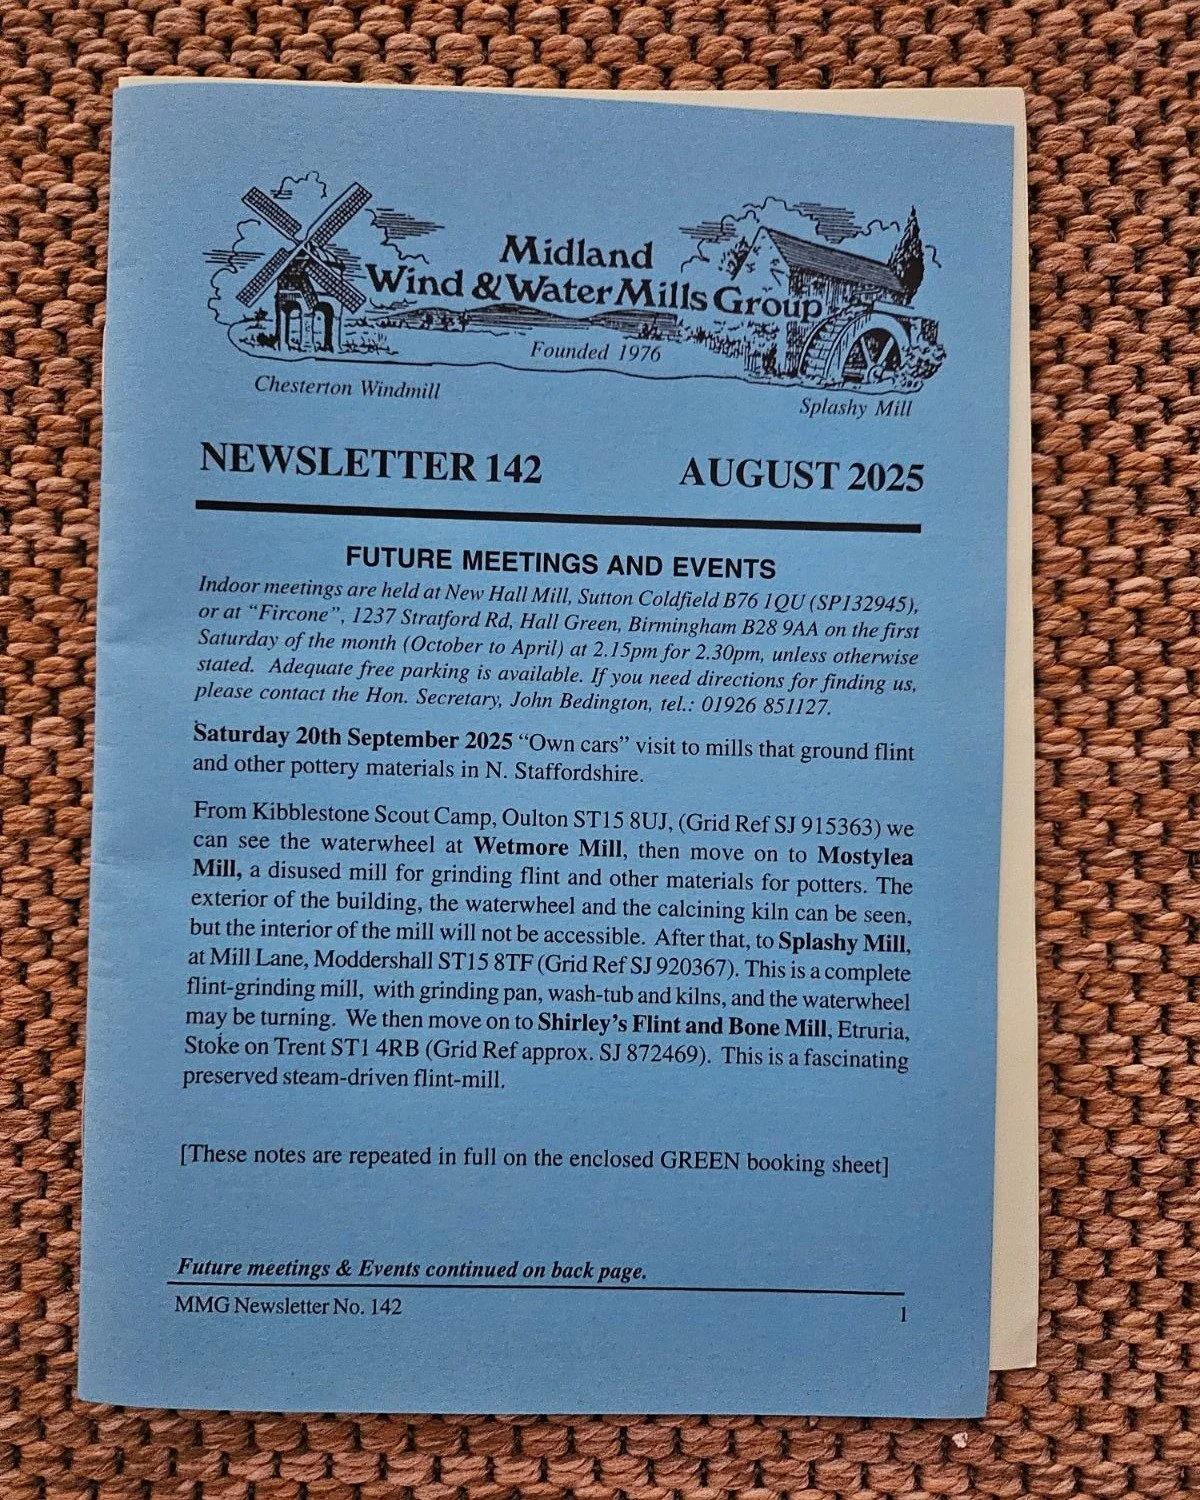 Midland
Wind & Water Mills Group
Founded 1976
Chesterton Windmill
Splashy Mill
NEWSLETTER 142 AUGUST 2025
FUTURE MEETINGS AND EVENTS
Indoor meetings are held at New Hall Mill, Sutton Coldfield B76 1QU (SP132945),
or at “Fircone”, 1237 Stratford Rd, Hall Green, Birmingham B28 9AA on the first
Saturday of the month (October to April) at 2.15pm for 2.30pm, unless otherwise
stated. Adequate free parking is available. If you need directions for finding us,
please contact the Hon. Secretary, John Bedington, tel.: 01926 851127.
Saturday 20th September 2025 “Own cars” visit to mills that ground flint
and other pottery materials in N. Staffordshire.
From Kibblestone Scout Camp, Oulton ST15 8UJ, (Grid Ref SJ 915363) we
can see the waterwheel at Wetmore Mill, then move on to Mostylea
Mill, a disused mill for grinding flint and other materials for potters. The
exterior of the building, the waterwheel and the calcining kiln can be seen,
but the interior of the mill will not be accessible. After that, to Splashy Mill,
at Mill Lane, Moddershall ST15 8TF (Grid Ref SJ 920367). This is a complete
flint-grinding mill, with grinding pan, wash-tub and kilns, and the waterwheel
may be turning. We then move on to Shirley’s Flint and Bone Mill, Etruria,
Stoke on Trent ST1 4RB (Grid Ref approx. SJ 872469). This is a fascinating
preserved steam-driven flint-mill.
[These notes are repeated in full on the enclosed GREEN booking sheet]
Future meetings & Events continued on back page.
MMG Newsletter No. 142 1